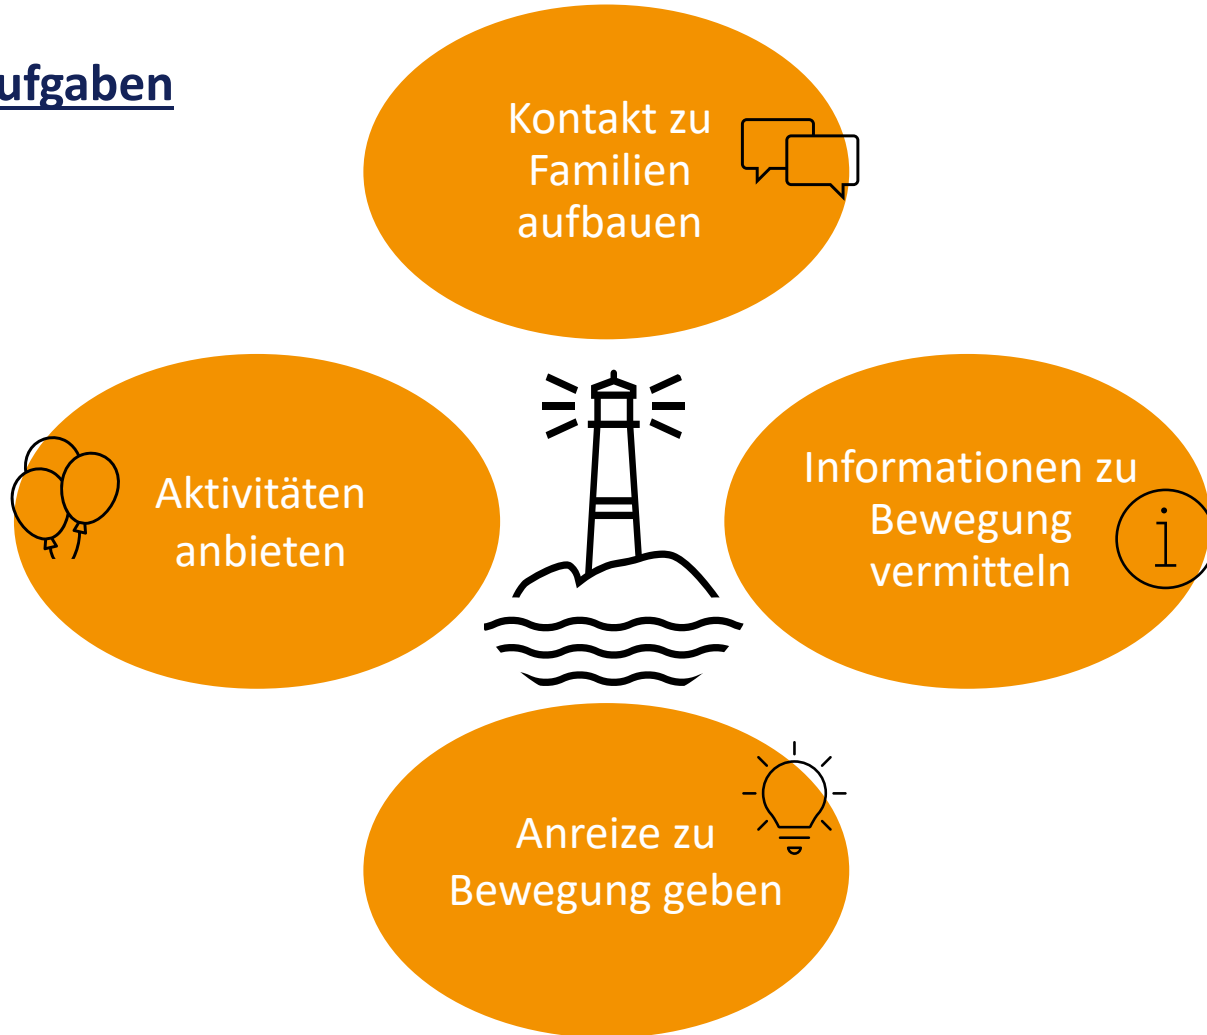 ufgaben
Kontakt zu
Familien
aufbauen
Aktivitäten
anbieten
Informationen zu
Bewegung
vermitteln
i
Anreize zu
Bewegung geben